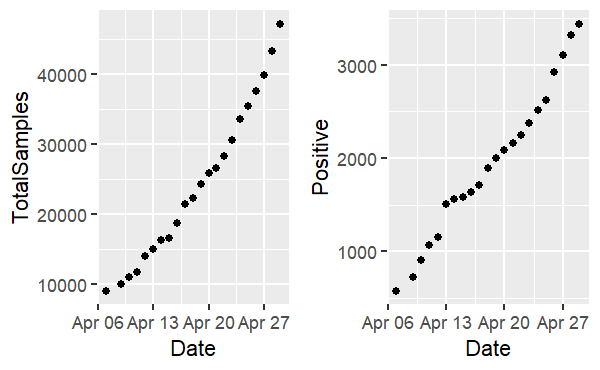 TotalSamples
40000
30000
20000
10000
Apr 06 Apr 13 Apr 20 Apr 27
Date
Positive
3000
2000
1000
Apr 06 Apr 13 Apr 20 Apr 27
Date